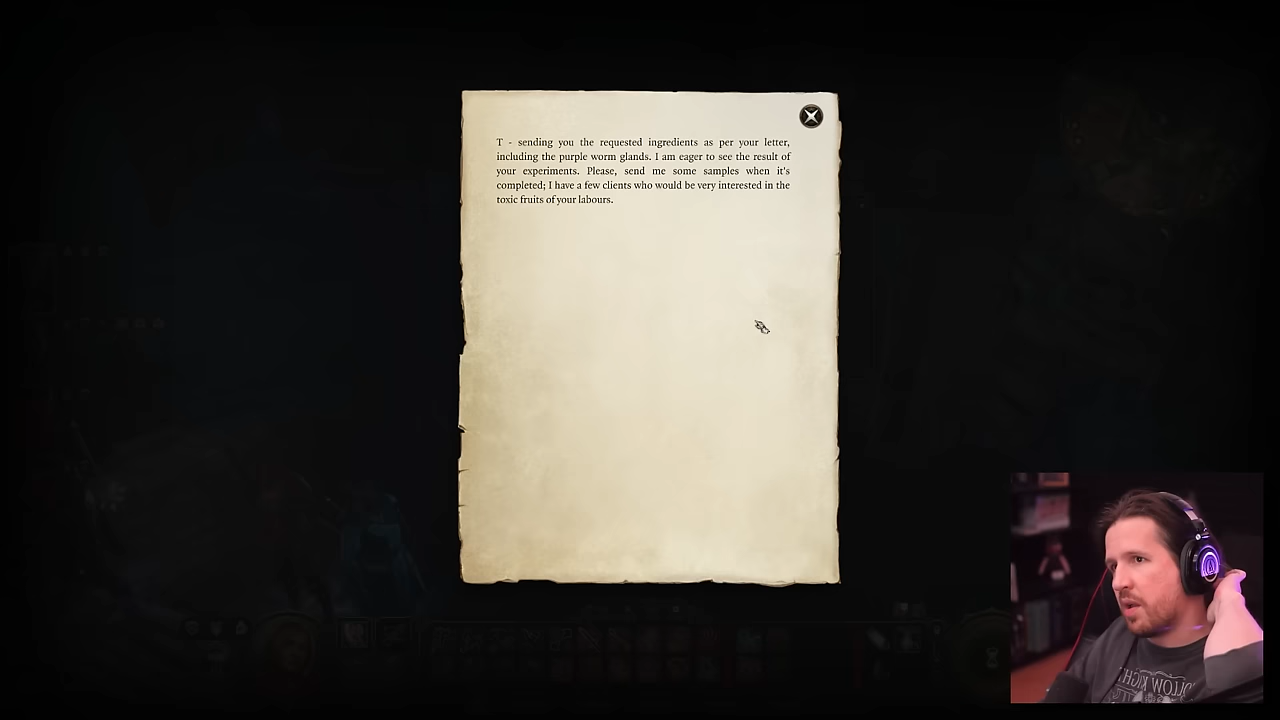 T - sending you the requested ingredients as per your letter,
including the purple worm glands. I am eager to see the result of
your experiments. Please, send me some samples when it's
completed; I have a few clients who would be very interested in the
toxic fruits of your labours.